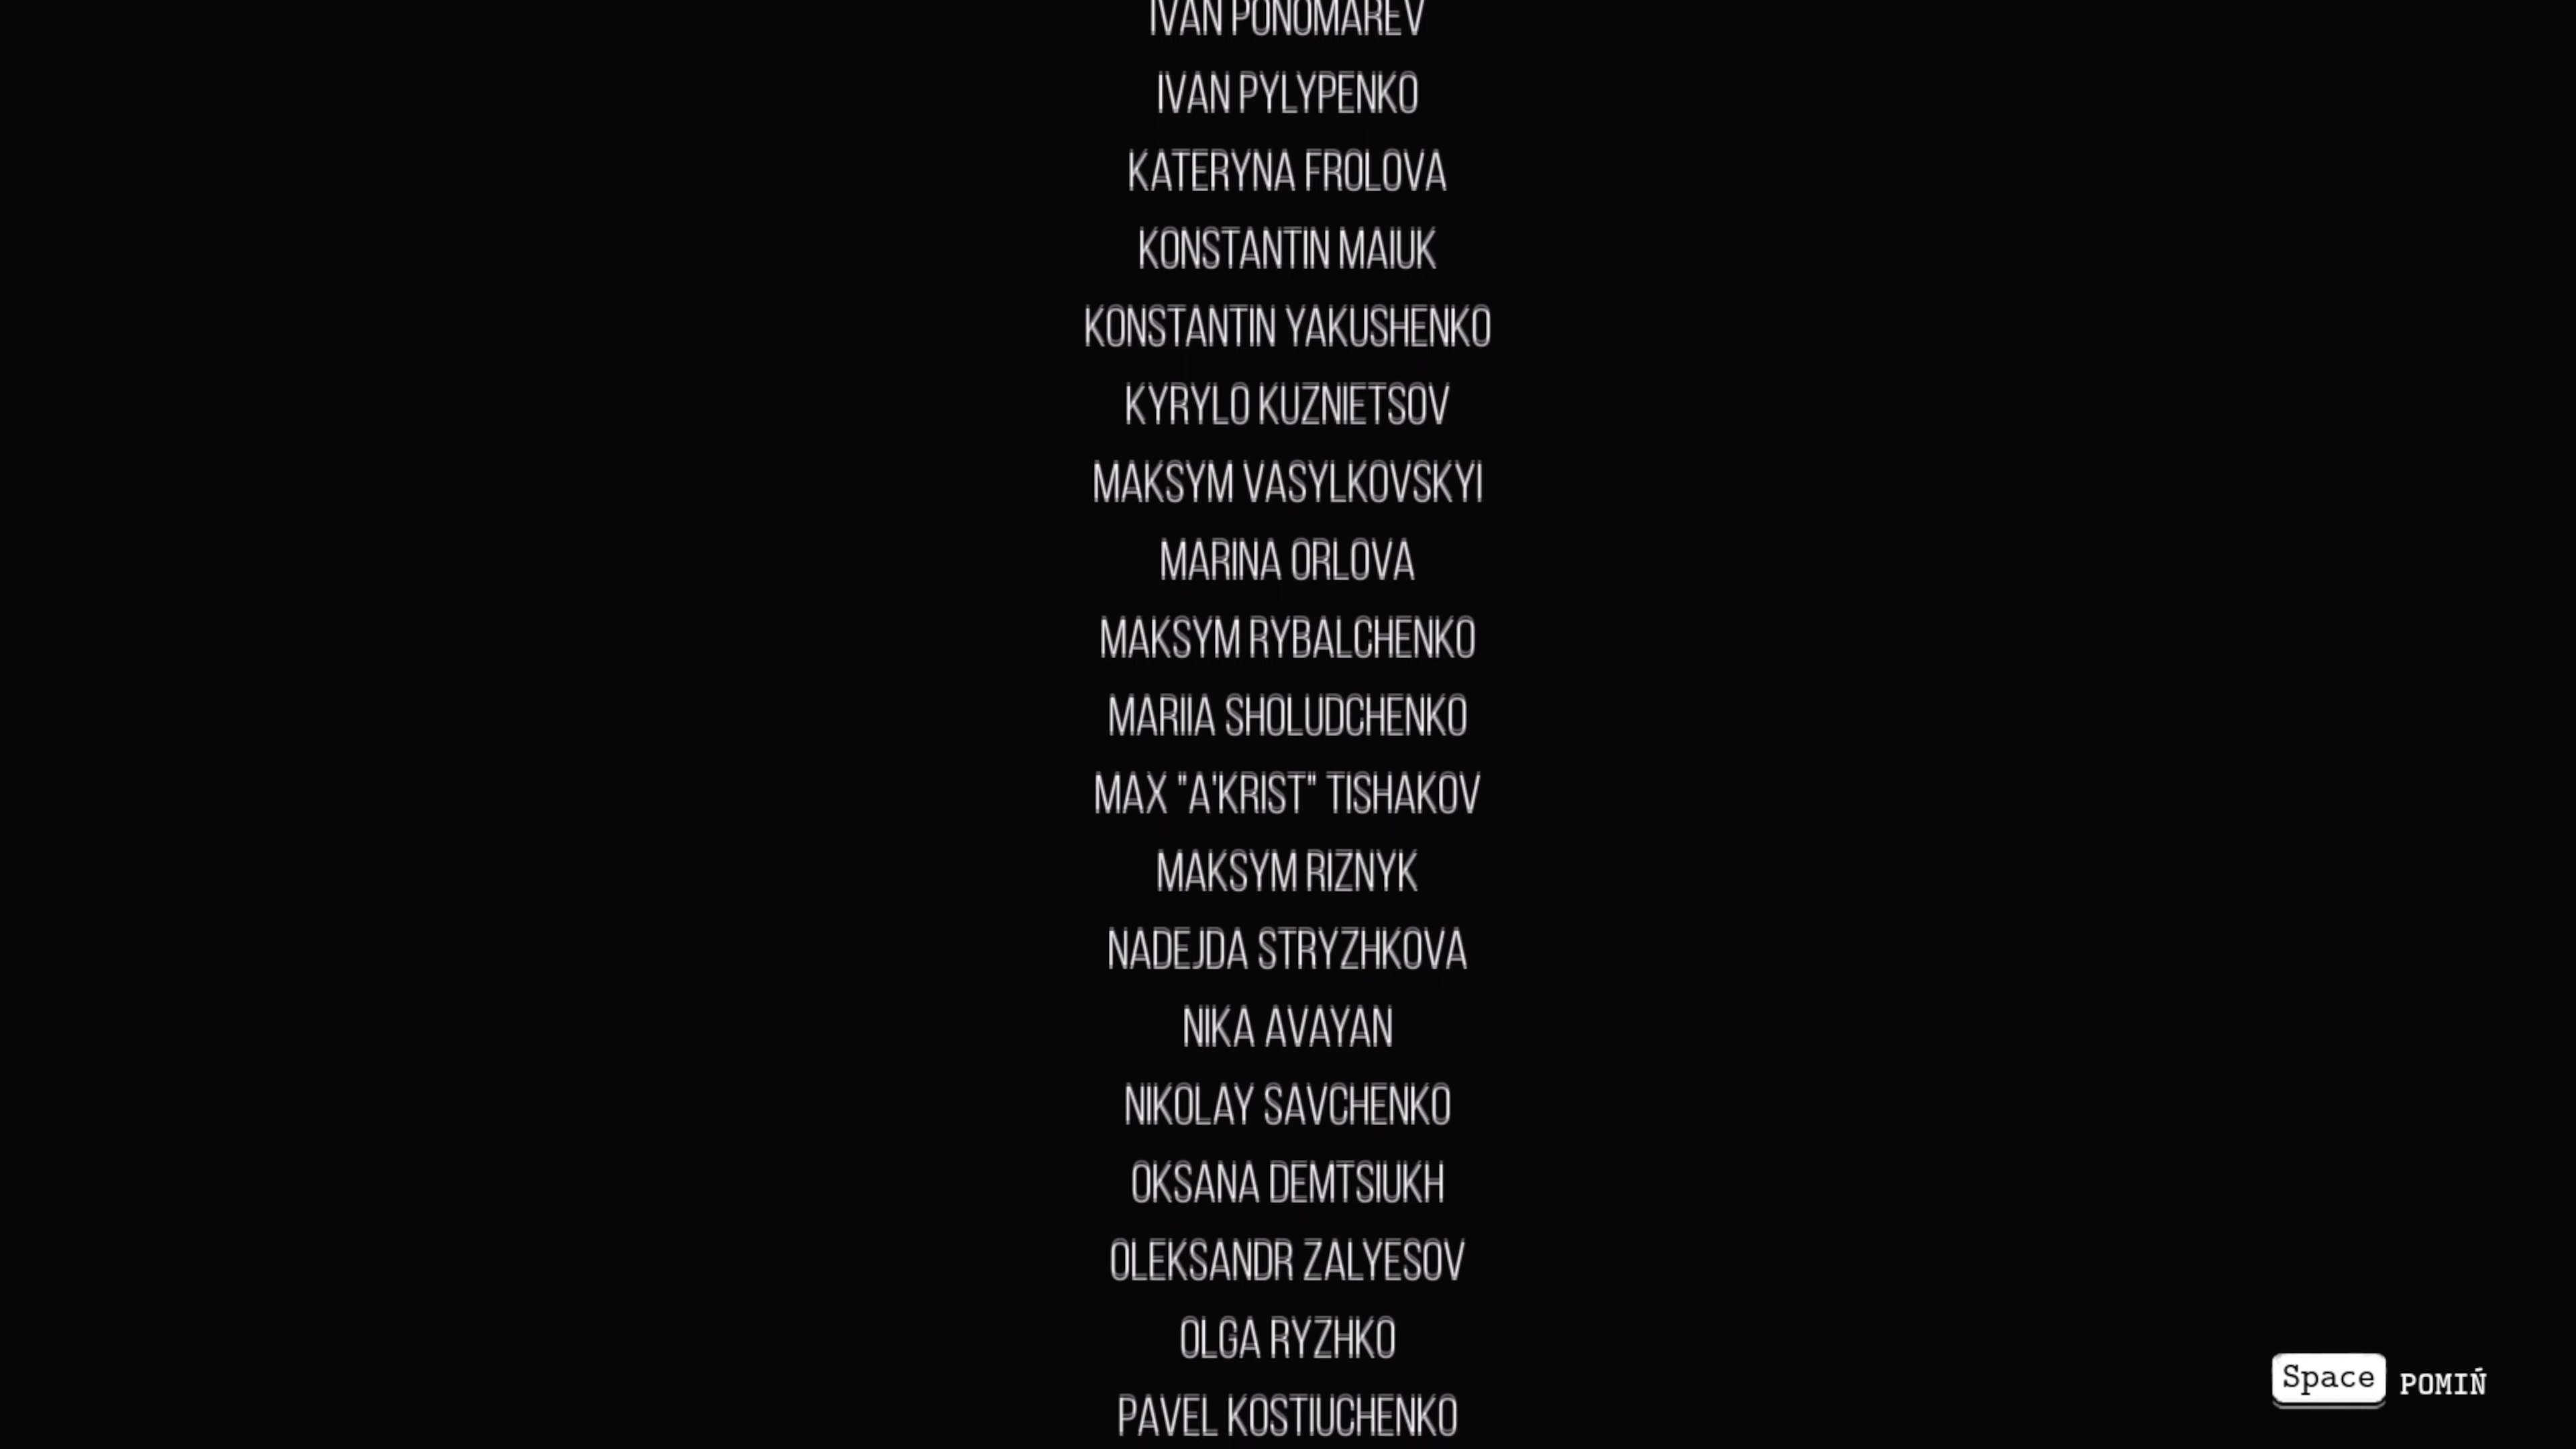 IVAN PONOMAREV
IVAN PYLYPENKO
KATERYNA FROLOVA
KONSTANTIN MAIUK
KONSTANTIN YAKUSHENKO
KYRYLO KUZNIETSOV
MAKSYM VASYLKOVSKYI
MARINA ORLOVA
MAKSYM RYBALCHENKO
MARIIA SHOLUDCHENKO
MAX "A'KRIST" TISHAKOV
MAKSYM RIZNYK
NADEJDA STRYZHKOVA
NIKA AVAYAN
NIKOLAY SAVCHENKO
OKSANA DEMTSIUKH
OLEKSANDR ZALYESOV
OLGA RYZHKO
PAVEL KOSTIUCHENKO
Space POMIŃ